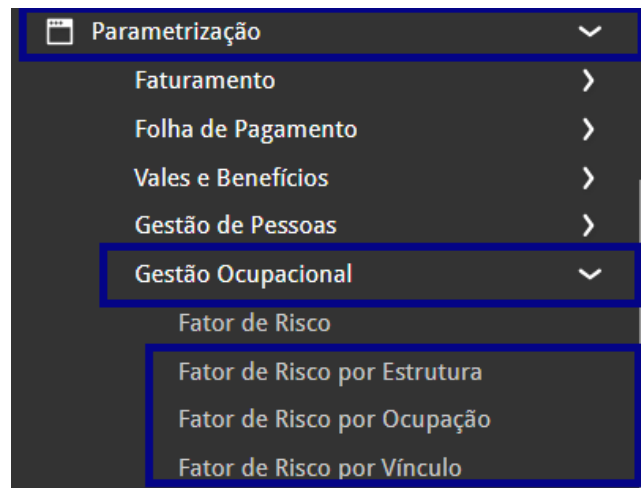 Parametrização
Faturamento
Folha de Pagamento
Vales e Benefícios
Gestão de Pessoas
Gestão Ocupacional
Fator de Risco
Fator de Risco por Estrutura
Fator de Risco por Ocupação
Fator de Risco por Vínculo